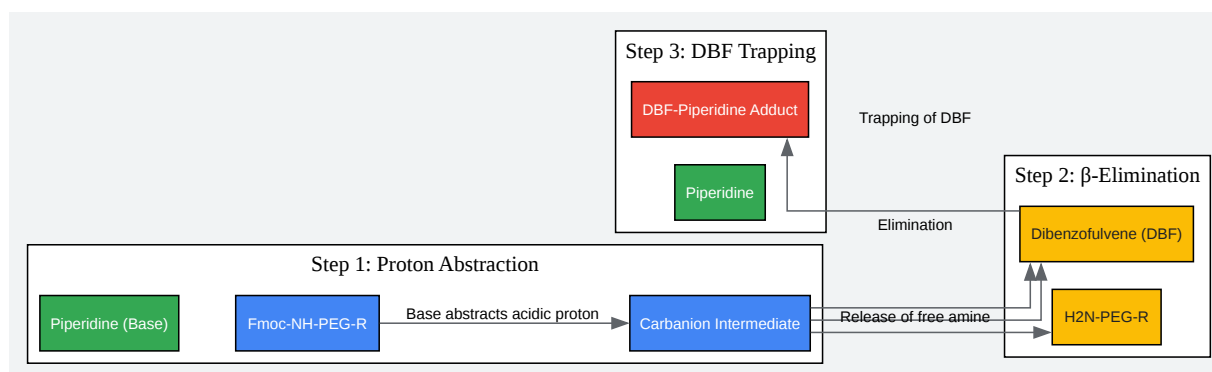 Step 3: DBF Trapping
DBF-Piperidine Adduct
Trapping of DBF
Piperidine
Step 2: β-Elimination
Dibenzofulvene (DBF)
Elimination
H2N-PEG-R
Step 1: Proton Abstraction
Piperidine (Base)
Fmoc-NH-PEG-R
Base abstracts acidic proton
Carbanion Intermediate
Release of free amine